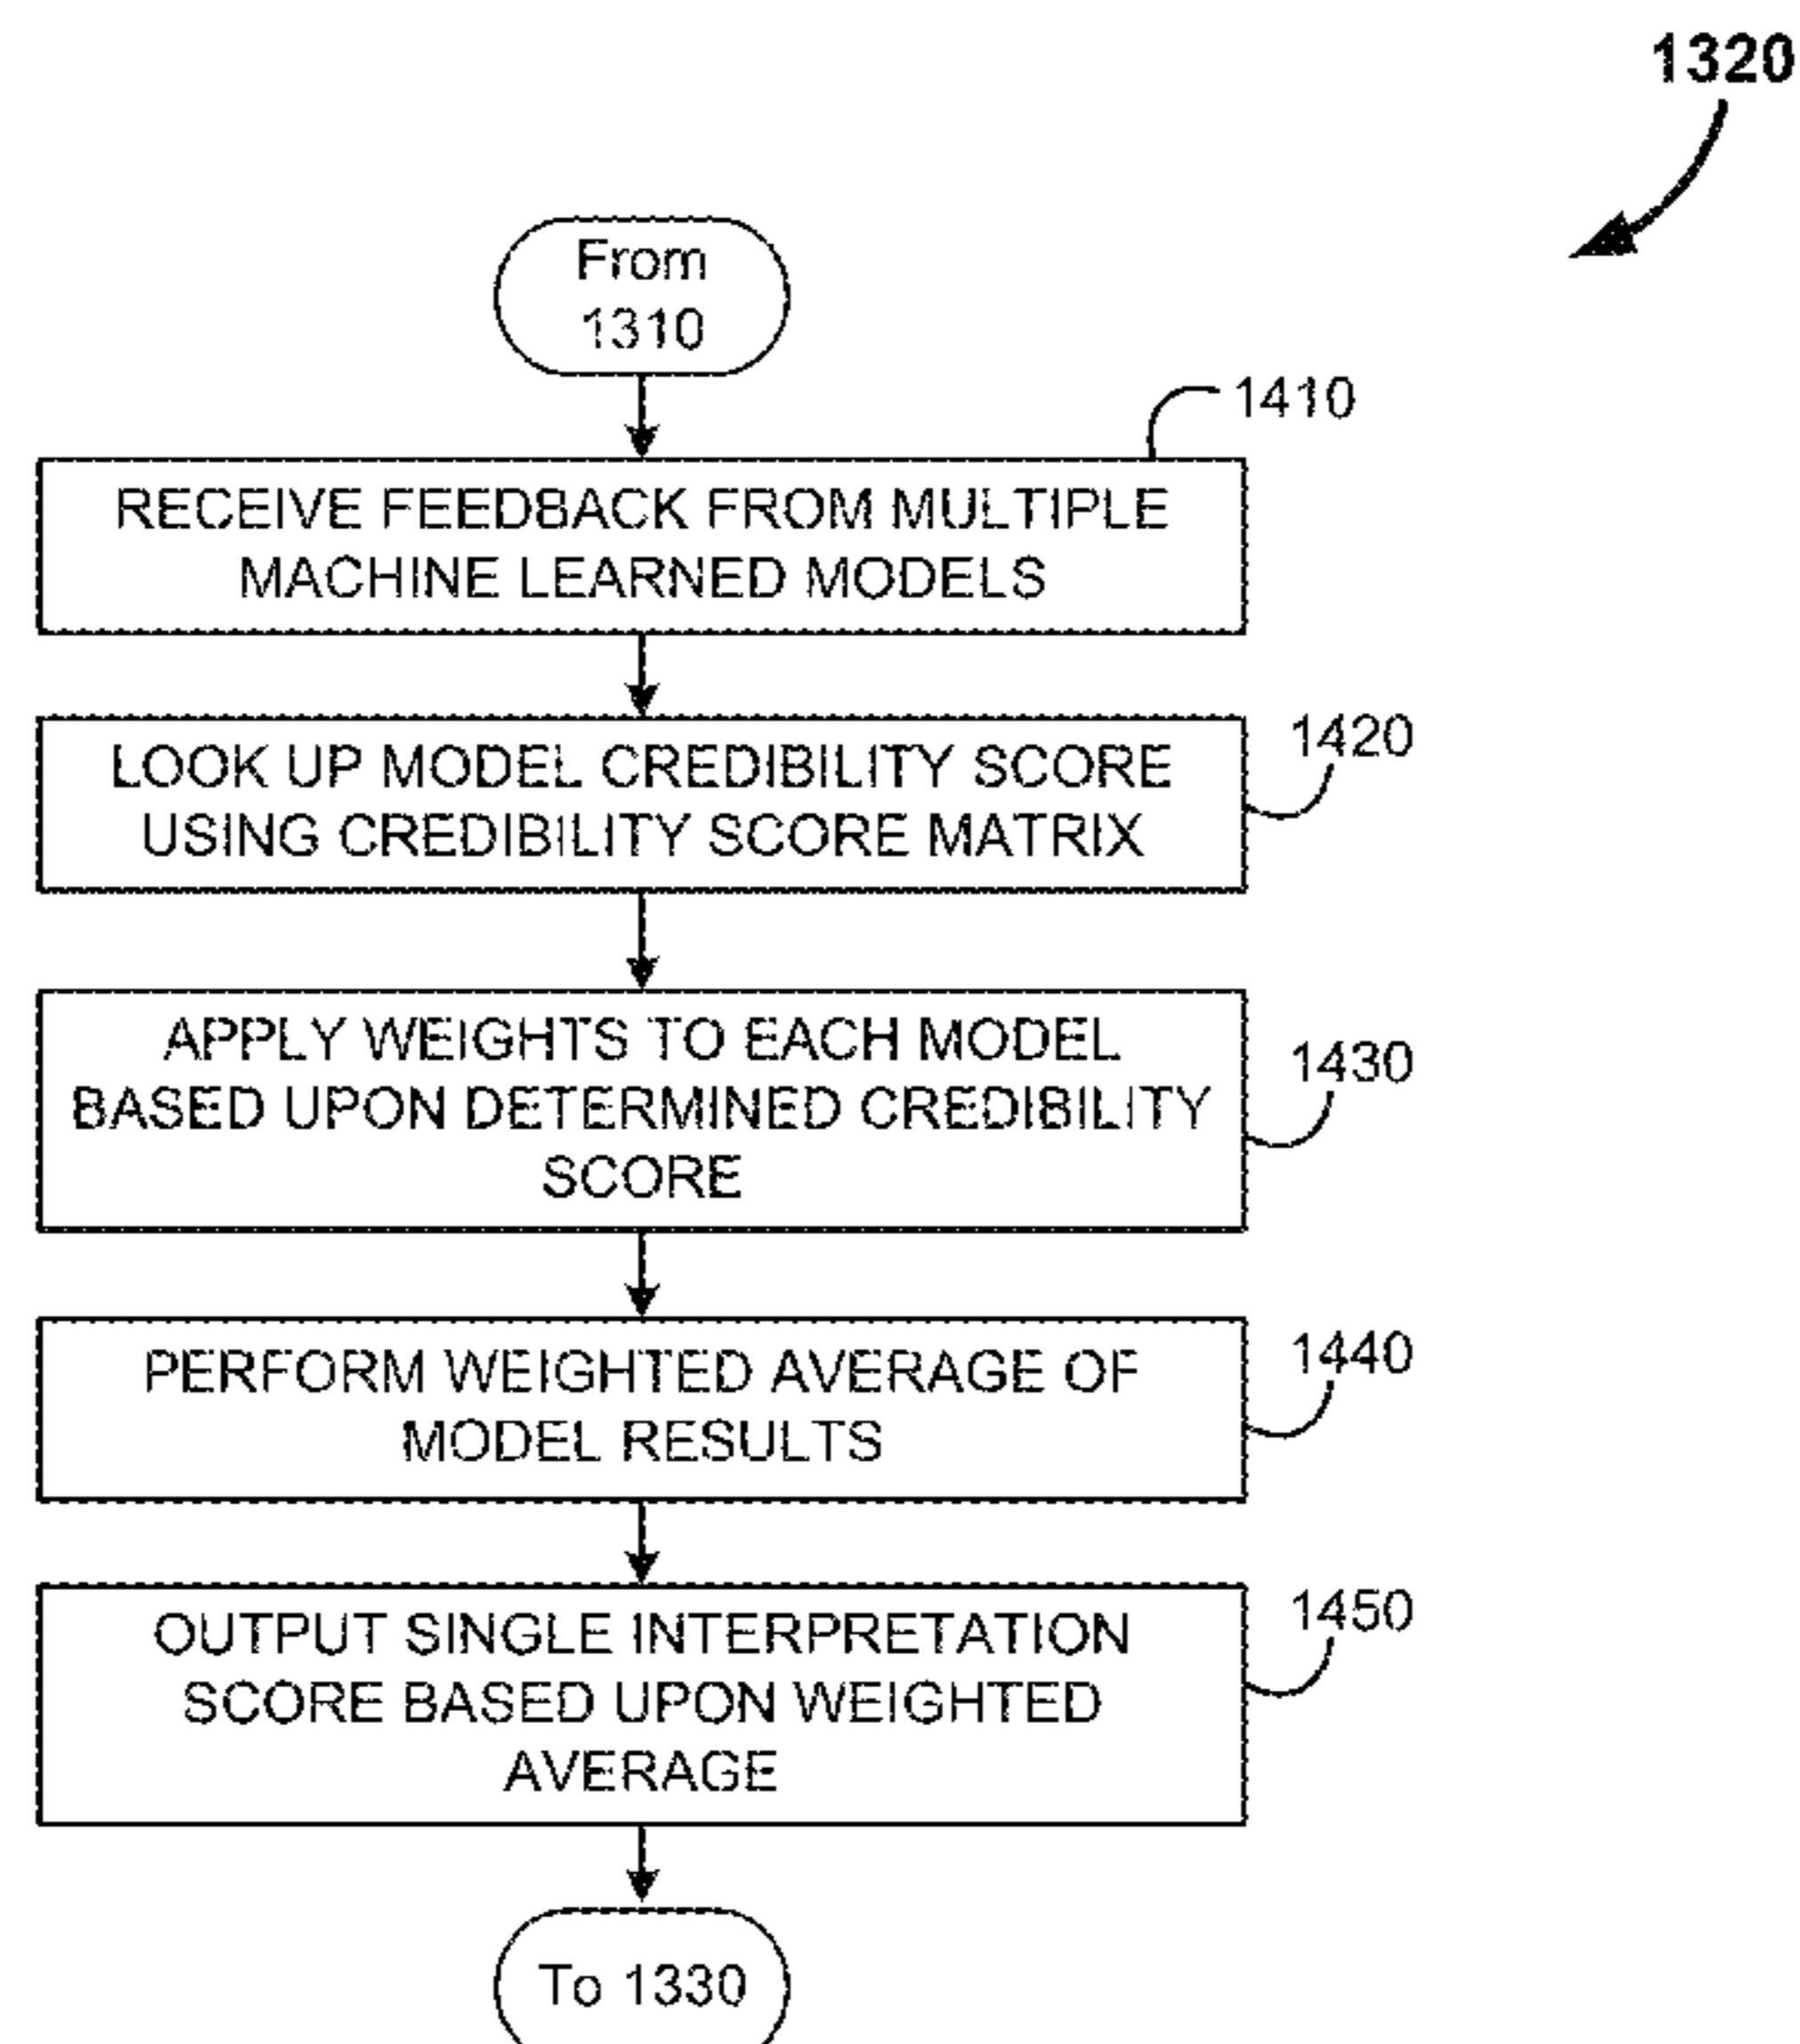 1320
From
1310
1410
RECEIVE FEEDBACK FROM MULTIPLE
MACHINE LEARNED MODELS
1420
LOOK UP MODEL CREDIBILITY SCORE
USING CREDIBILITY SCORE MATRIX
1430
APPLY WEIGHTS TO EACH MODEL
BASED UPON DETERMINED CREDIBILITY
SCORE
1440
PERFORM WEIGHTED AVERAGE OF
MODEL RESULTS
1450
OUTPUT SINGLE INTERPRETATION
SCORE BASED UPON WEIGHTED
AVERAGE
To 1330